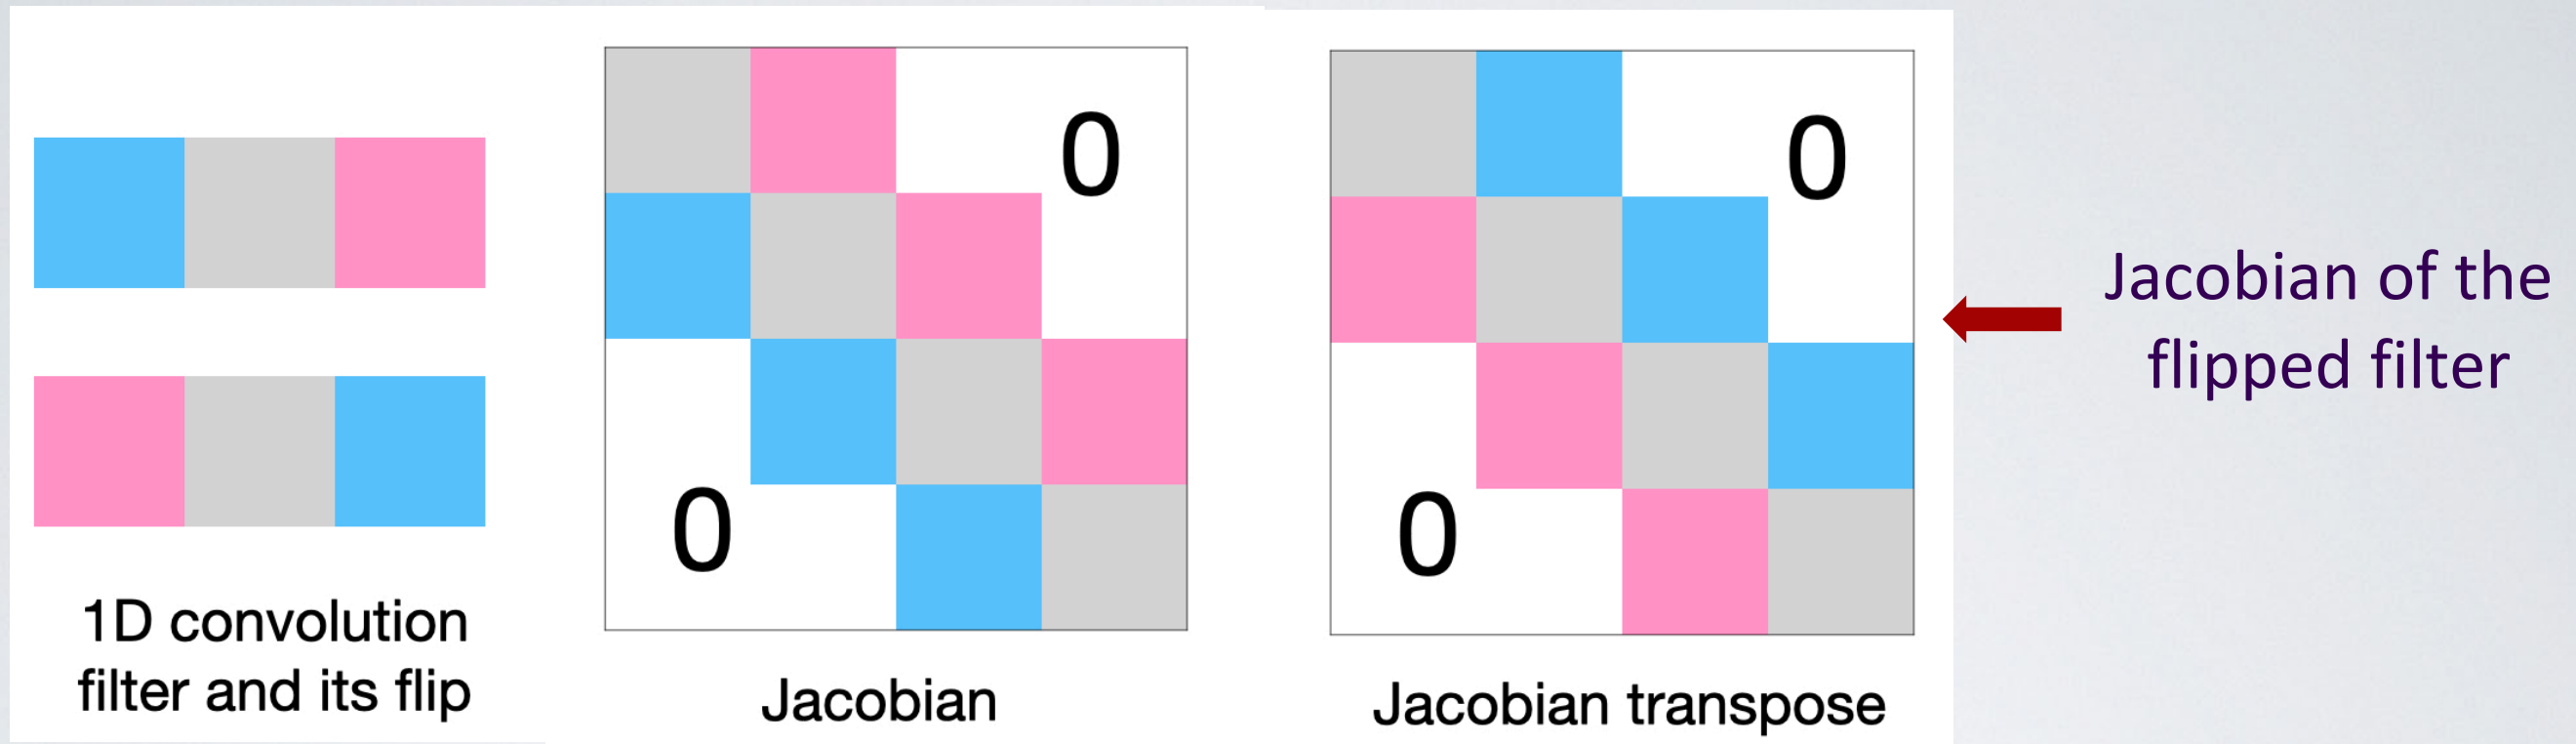 1D convolution
filter and its flip
0
0
Jacobian
0
0
Jacobian transpose
Jacobian of the
flipped filter